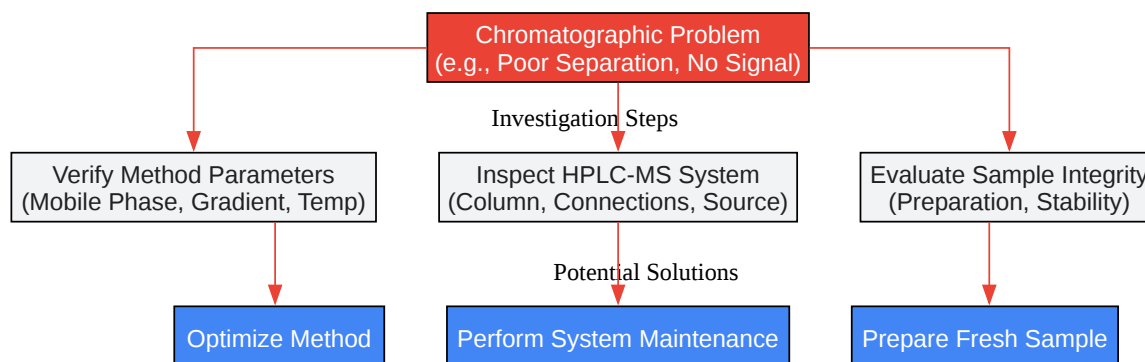 Chromatographic Problem
(e.g., Poor Separation, No Signal)
Investigation Steps
Verify Method Parameters
(Mobile Phase, Gradient, Temp)
Inspect HPLC-MS System
(Column, Connections, Source)
Evaluate Sample Integrity
(Preparation, Stability)
Potential Solutions
Optimize Method
Perform System Maintenance
Prepare Fresh Sample